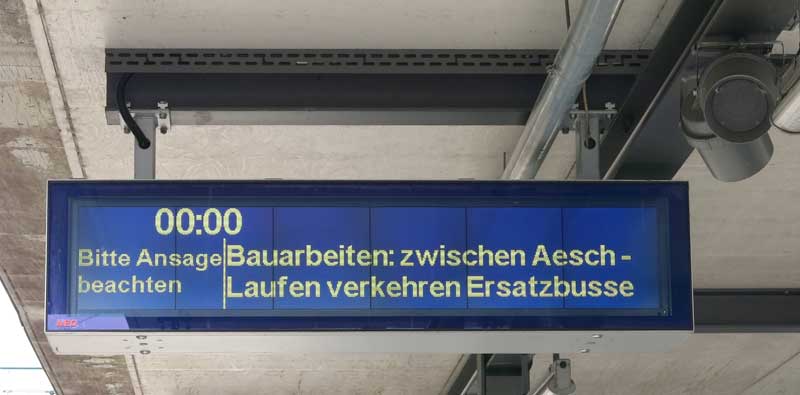 00:00
Bitte Ansage
beachten
Bauarbeiten: zwischen Aesch -
Laufen verkehren Ersatzbusse